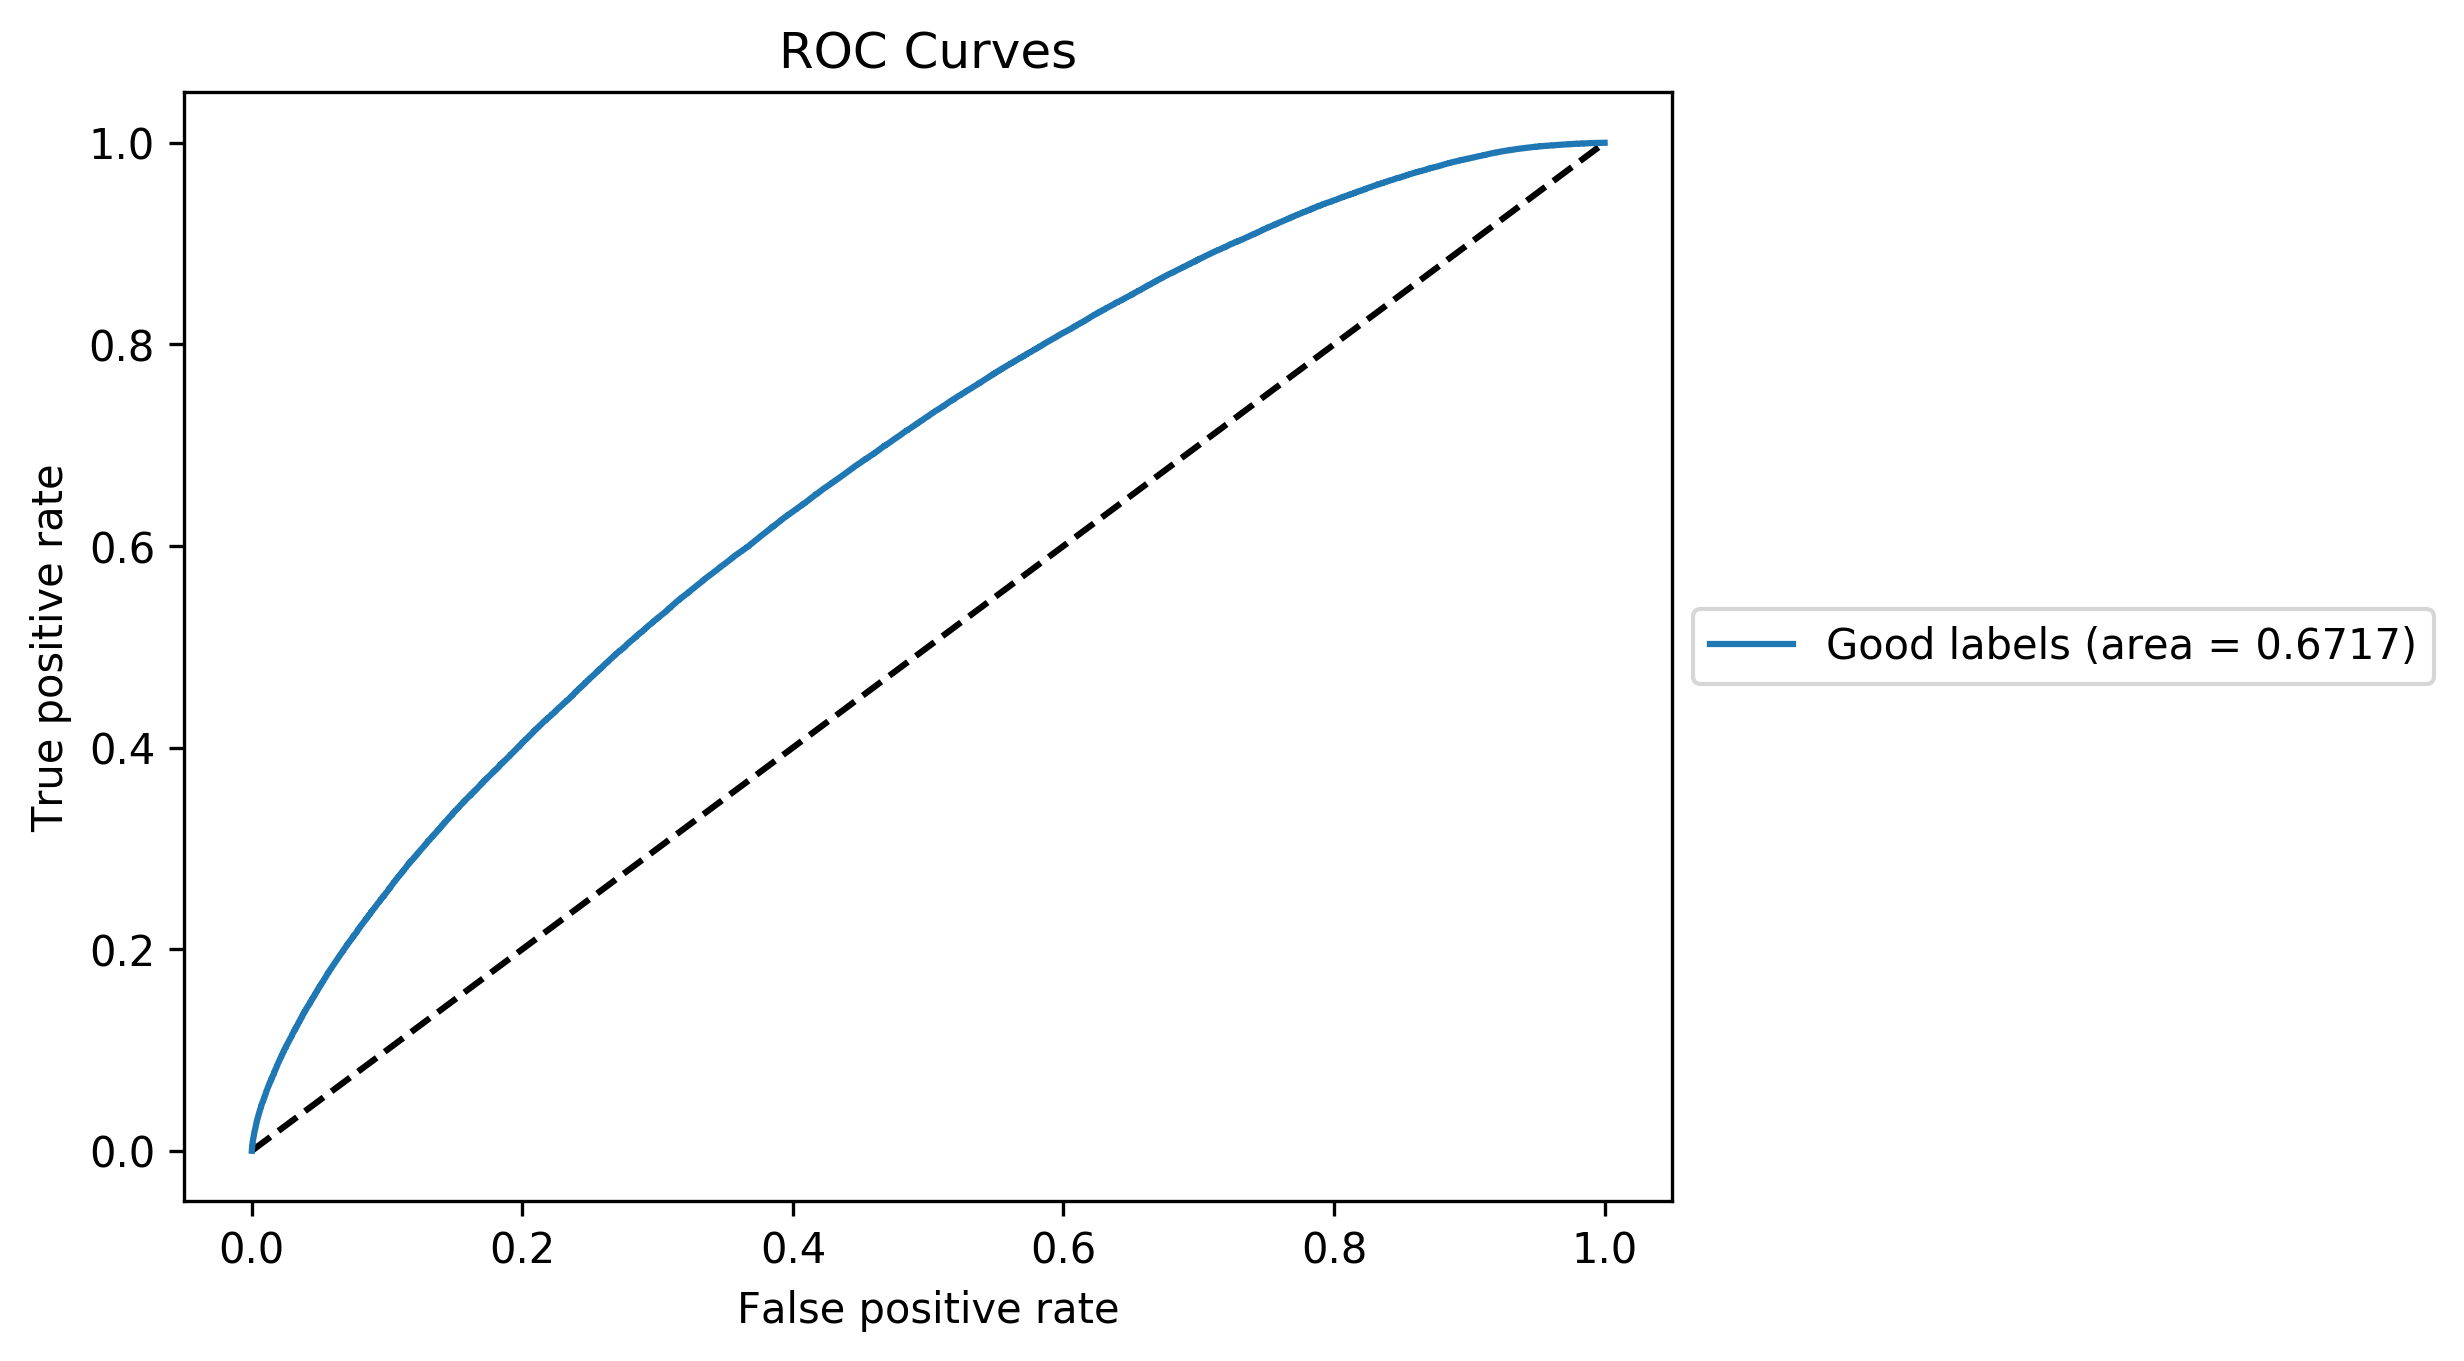 ROC Curves
True positive rate
1.0
0.8
0.6
0.4
0.2
0.0
0.0 0.2 0.4 0.6 0.8 1.0
False positive rate
Good labels (area = 0.6717)